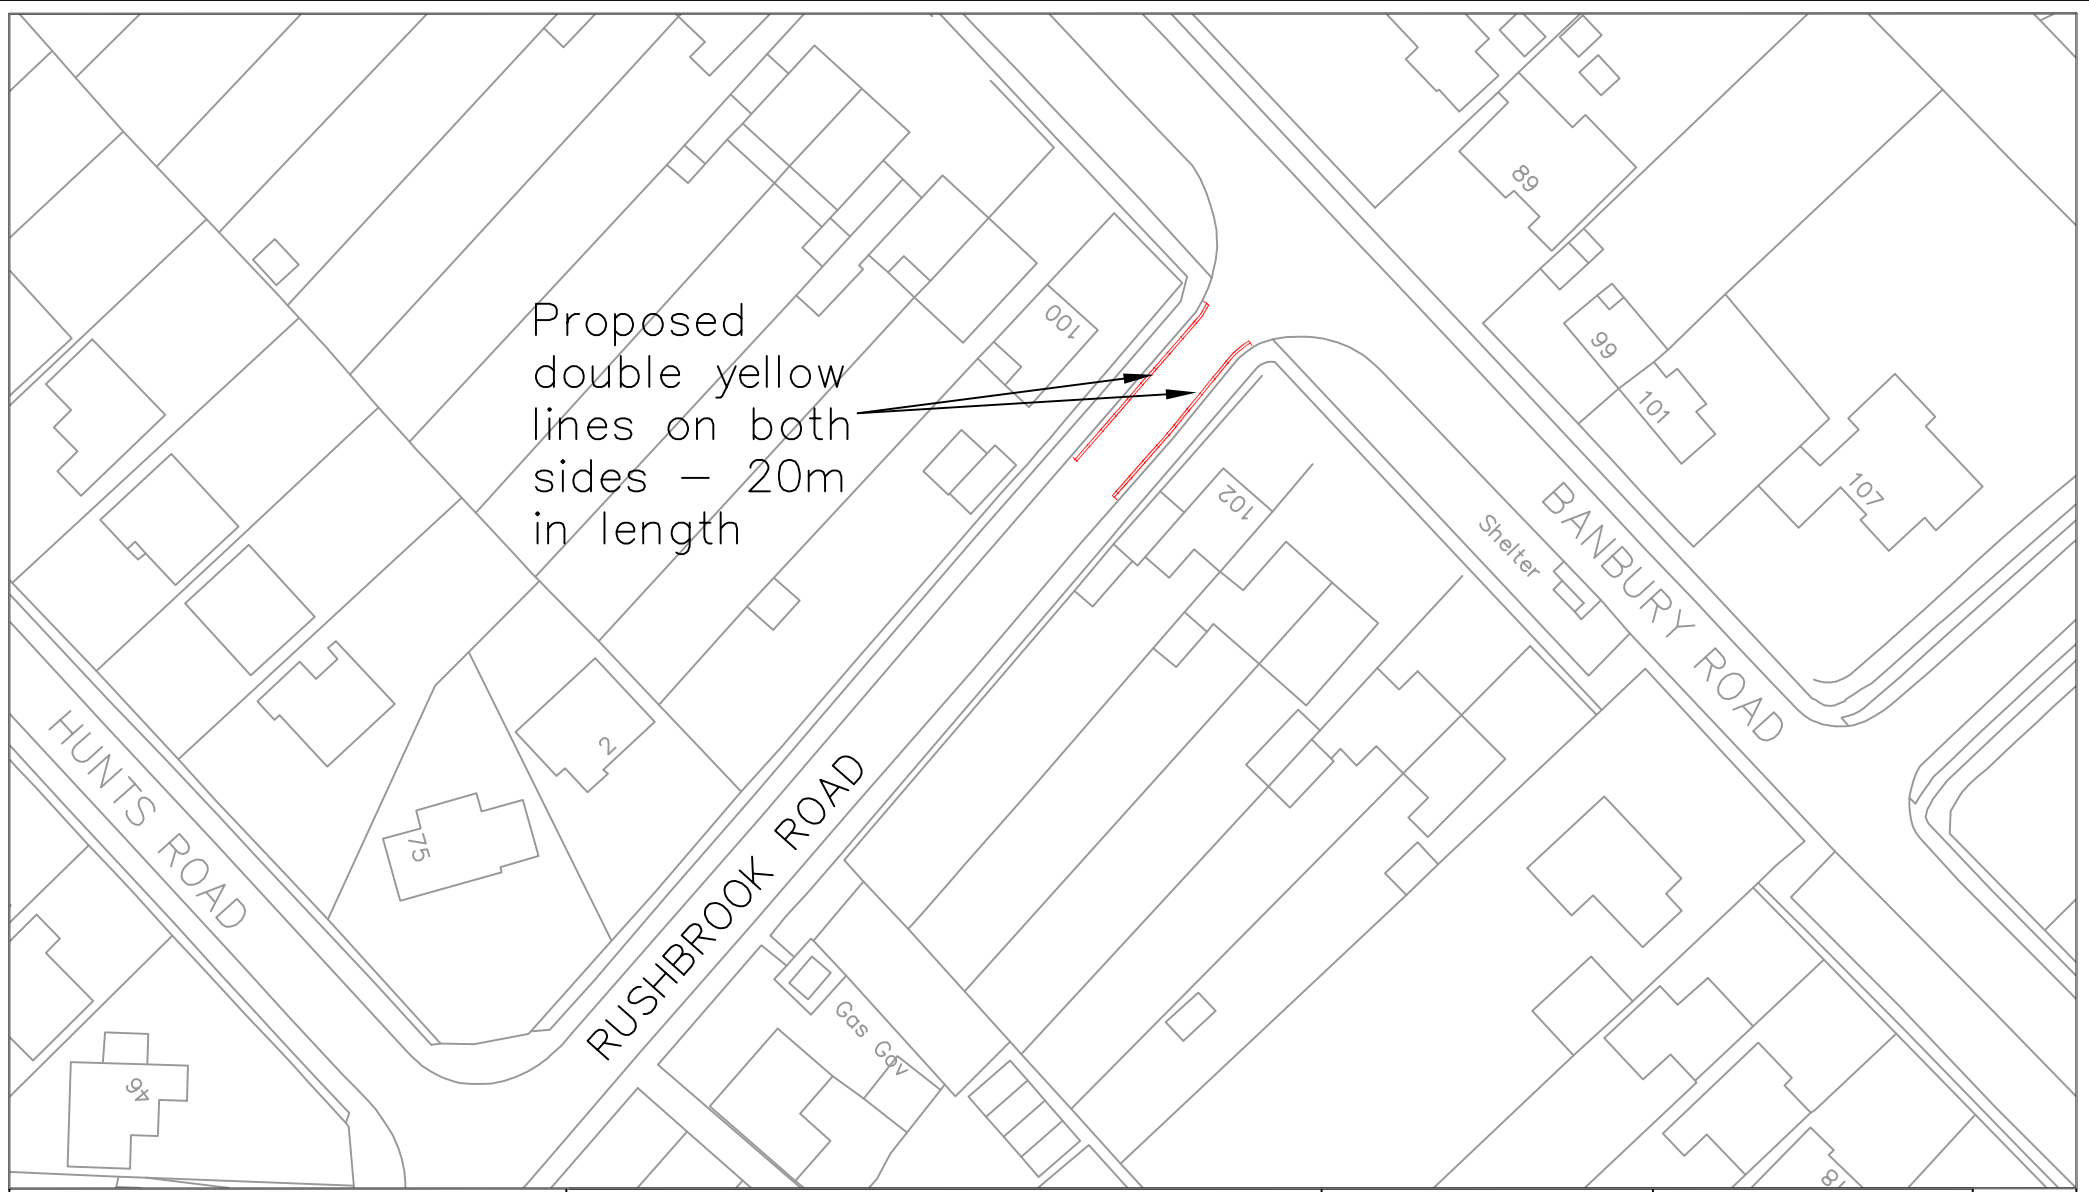 Proposed
double yellow
lines on both
sides – 20m
in length
100
102
89
99
101
107
Shelter
BANBURY ROAD
HUNTS ROAD
RUSHBROOK ROAD
2
75
Gas Gov
46